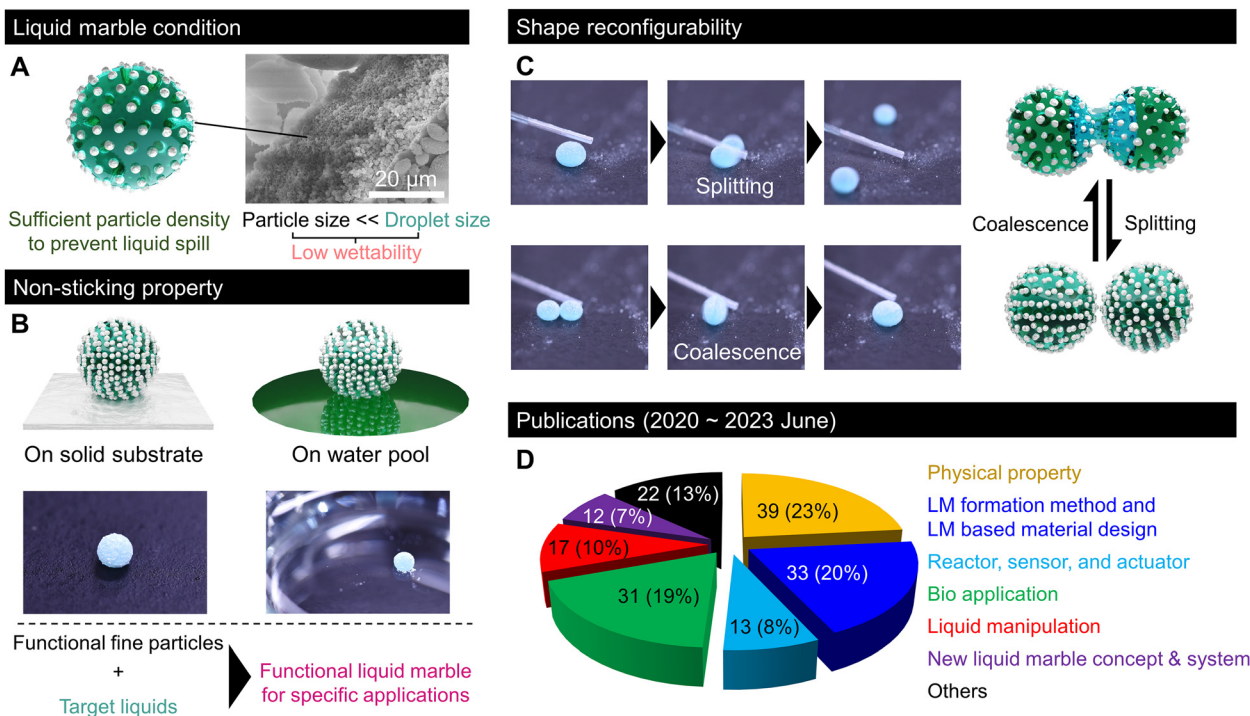 Liquid marble condition
A
20 µm
Sufficient particle density
to prevent liquid spill
Particle size << Droplet size
Low wettability
Non-sticking property
B
On solid substrate
On water pool
Functional fine particles
+
Target liquids
Functional liquid marble
for specific applications
Shape reconfigurability
C
Splitting
Coalescence
Coalescence
Splitting
Publications (2020 ~ 2023 June)
D
22 (13%)
39 (23%)
12 (7%)
17 (10%)
33 (20%)
31 (19%)
13 (8%)
Physical property
LM formation method and
LM based material design
Reactor, sensor, and actuator
Bio application
Liquid manipulation
New liquid marble concept & system
Others